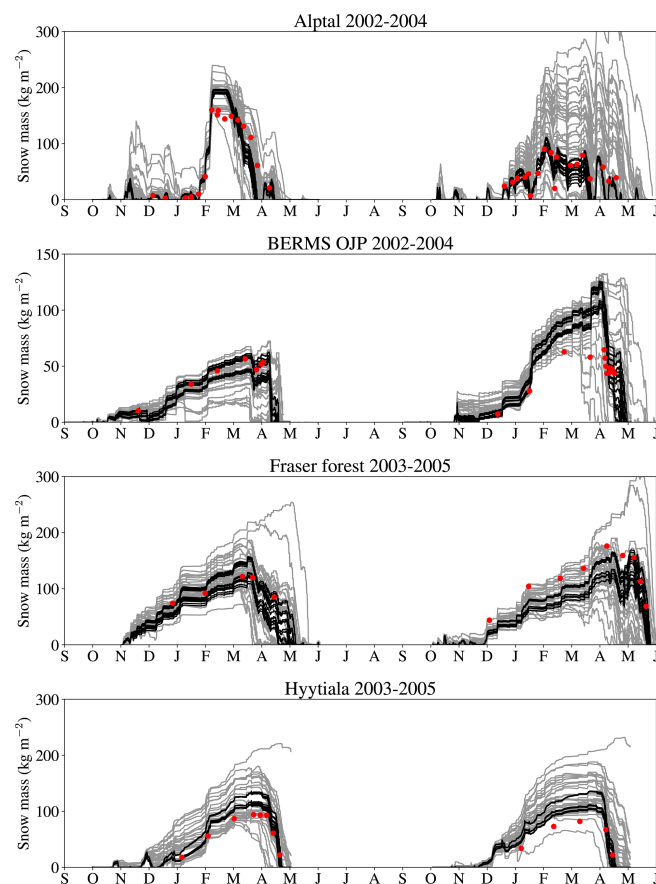 Alptal 2002-2004
300
200
100
0
Snow mass (kg m⁻²)
S O N D J F M A M J J A S O N D J F M A M J
BERMS OJP 2002-2004
150
100
50
0
Snow mass (kg m⁻²)
S O N D J F M A M J J A S O N D J F M A M J
Fraser forest 2003-2005
300
200
100
0
Snow mass (kg m⁻²)
S O N D J F M A M J J A S O N D J F M A M J
Hyytiala 2003-2005
300
200
100
0
Snow mass (kg m⁻²)
S O N D J F M A M J J A S O N D J F M A M J